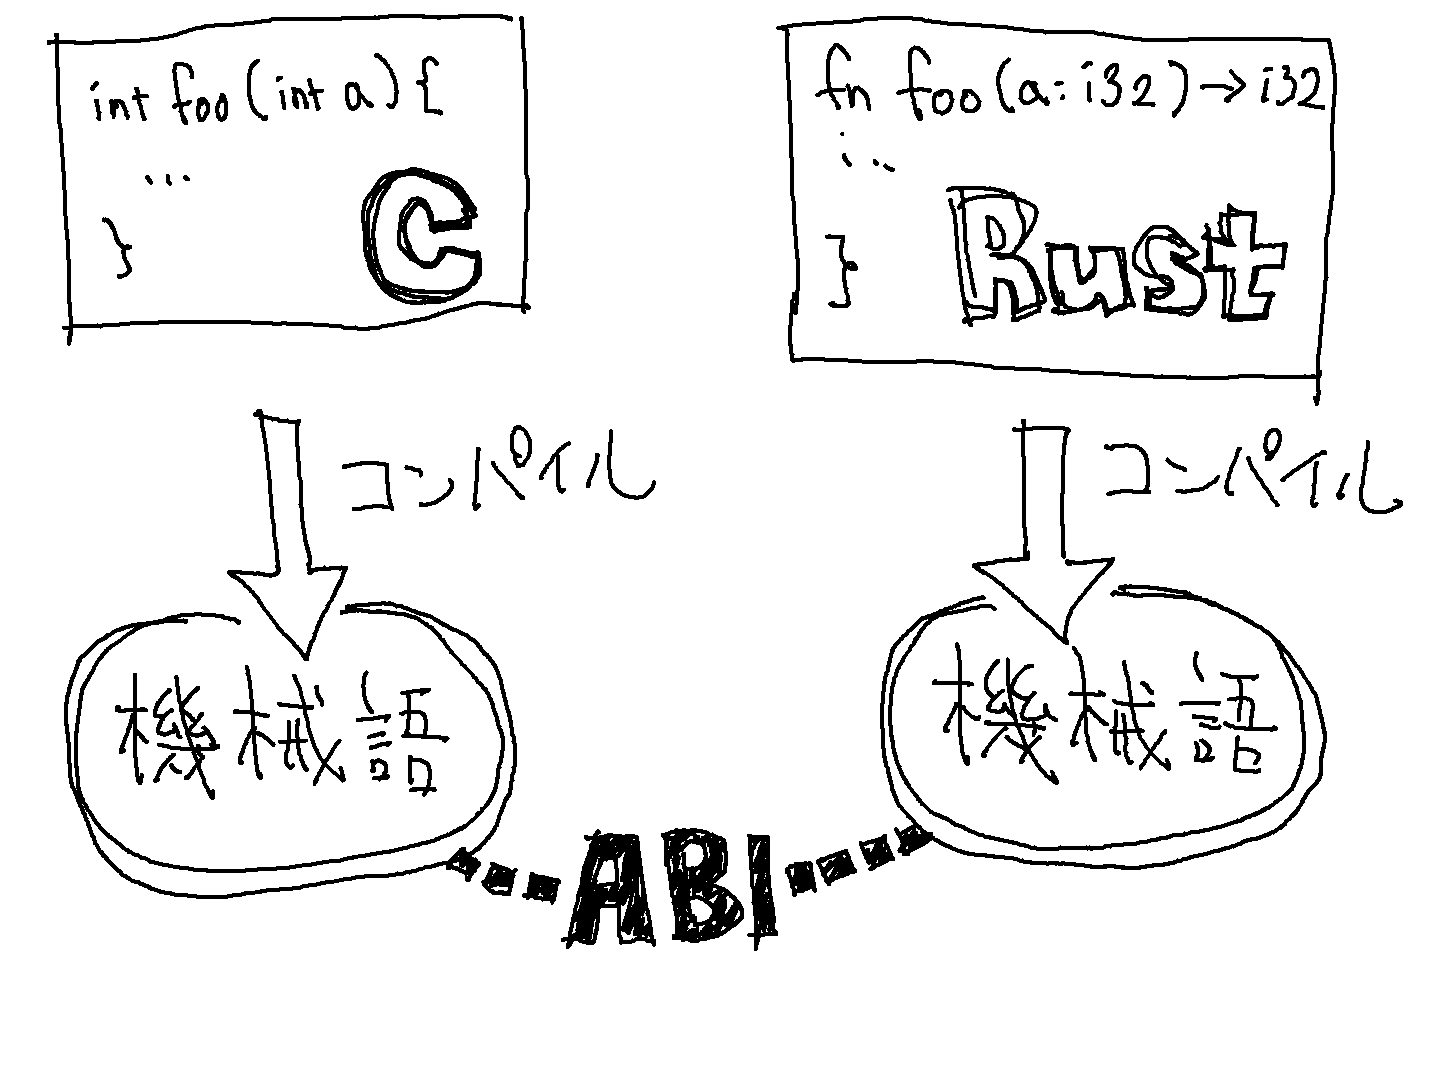 int foo (int a) {
...
}
C
fn foo (a: i32) → i32
...
}
Rust
コンパイル
コンパイル
機械語
機械語
ABI